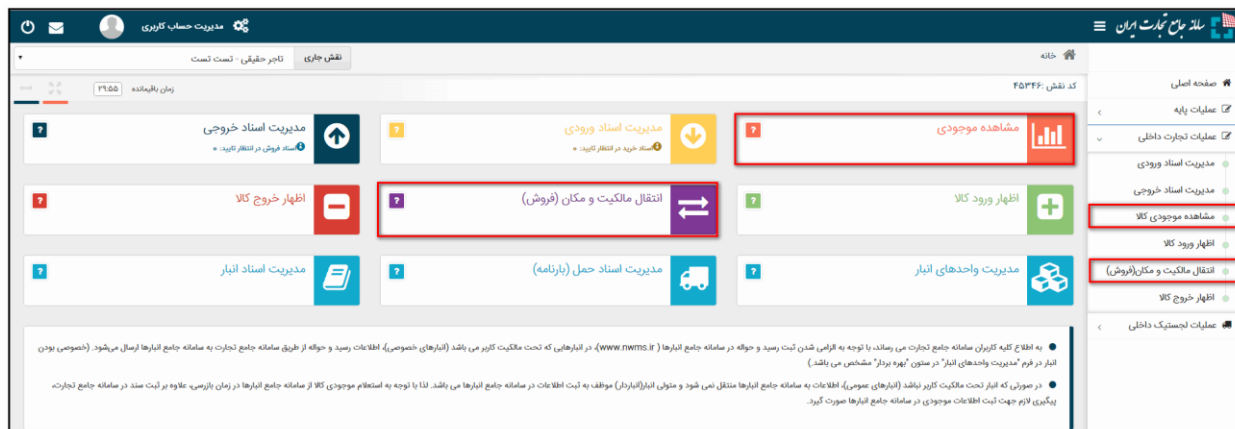 سامانه جامع تجارت ایران
مدیریت حساب کاربری
خانه
نقش جاری
تاجر حقیقی - تست تست
کد نقش :۴۵۳۴۶
زمان باقیمانده ۲۹:۵۵
صفحه اصلی
عملیات پایه
عملیات تجارت داخلی
مدیریت اسناد ورودی
مدیریت اسناد خروجی
مشاهده موجودی کالا
اظهار ورود کالا
انتقال مالکیت و مکان(فروش)
اظهار خروج کالا
عملیات لجستیک داخلی
مشاهده موجودی
?
مدیریت اسناد ورودی
اسناد خرید در انتظار تایید: ۰
?
مدیریت اسناد خروجی
اسناد فروش در انتظار تایید: ۰
?
اظهار ورود کالا
?
انتقال مالکیت و مکان (فروش)
?
اظهار خروج کالا
?
مدیریت واحدهای انبار
?
مدیریت اسناد حمل (بارنامه)
?
مدیریت اسناد انبار
?
به اطلاع کلیه کاربران سامانه جامع تجارت می رساند، با توجه به الزامی شدن ثبت رسید و حواله در سامانه جامع انبارها ( www.nwms.ir)، در انبارهایی که تحت مالکیت کاربر می باشد (انبارهای خصوصی)، اطلاعات رسید و حواله از طریق سامانه جامع تجارت به سامانه جامع انبارها ارسال می‌شود. (خصوصی بودن
انبار در فرم "مدیریت واحدهای انبار" در ستون "بهره بردار" مشخص می باشد.)
در صورتی که انبار تحت مالکیت کاربر نباشد (انبارهای عمومی)، اطلاعات به سامانه جامع انبارها منتقل نمی شود و متولی انبار(انباردار) موظف به ثبت اطلاعات در سامانه جامع انبارها می باشد. لذا با توجه به استعلام موجودی کالا از سامانه جامع انبارها در زمان بازرسی، علاوه بر ثبت سند در سامانه جامع تجارت،
پیگیری لازم جهت ثبت اطلاعات موجودی در سامانه جامع انبارها صورت گیرد.